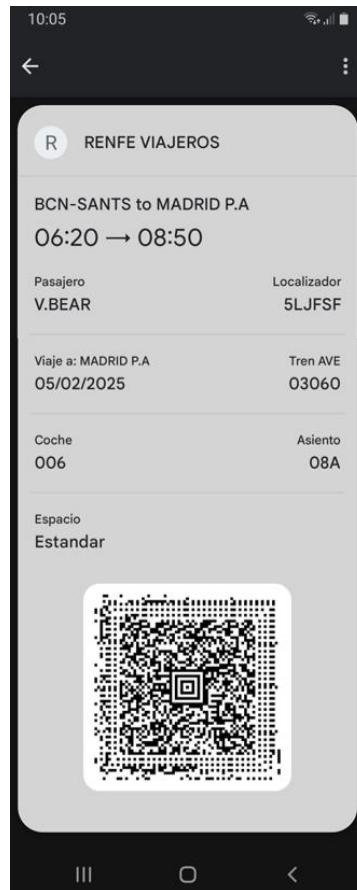 10:05
R RENFE VIAJEROS
BCN-SANTS to MADRID P.A
06:20 → 08:50
Pasajero Localizador
V.BEAR 5LJFSF
Viaje a: MADRID P.A Tren AVE
05/02/2025 03060
Coche Asiento
006 08A
Espacio
Estandar